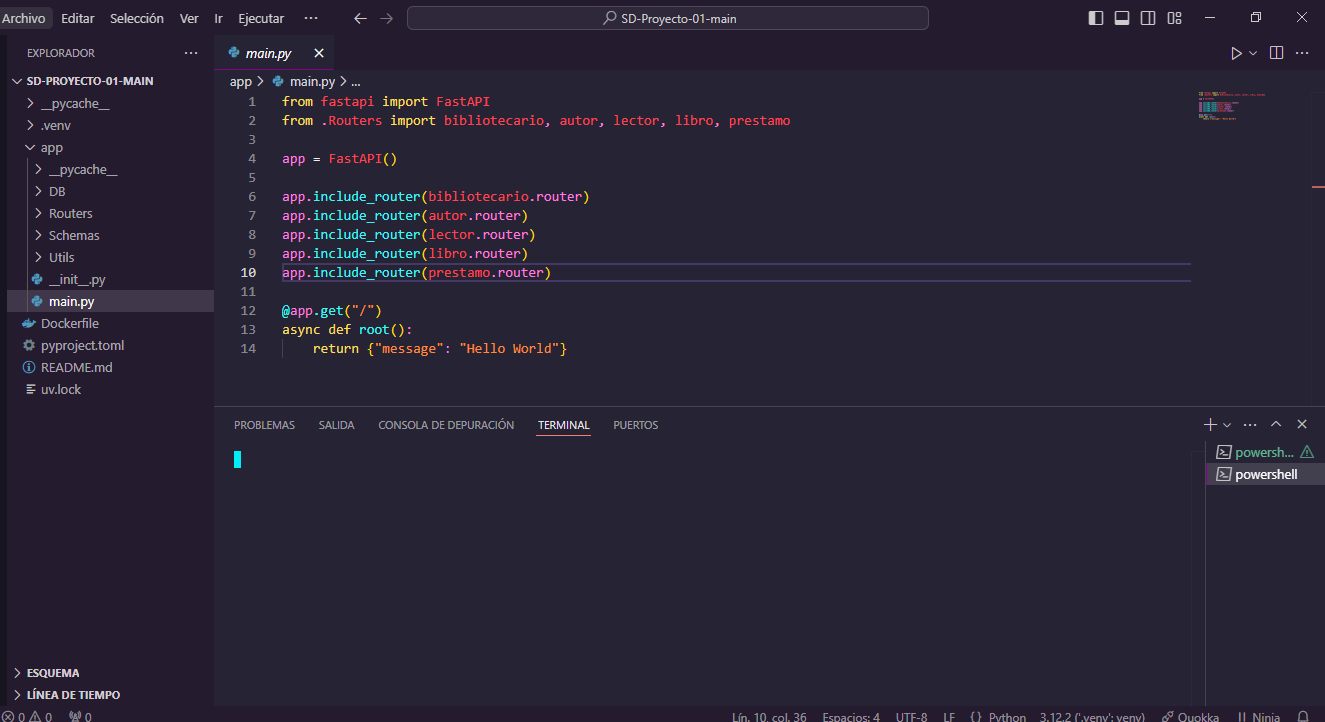 Archivo Editar Selección Ver Ir Ejecutar ··· SD-Proyecto-01-main
EXPLORADOR ···
SD-PROYECTO-01-MAIN
__pycache__
.venv
app
__pycache__
DB
Routers
Schemas
Utils
__init__.py
main.py
Dockerfile
pyproject.toml
README.md
uv.lock
ESQUEMA
LÍNEA DE TIEMPO
main.py
app > main.py > ...
1 from fastapi import FastAPI
2 from .Routers import bibliotecario, autor, lector, libro, prestamo
3
4 app = FastAPI()
5
6 app.include_router(bibliotecario.router)
7 app.include_router(autor.router)
8 app.include_router(lector.router)
9 app.include_router(libro.router)
10 app.include_router(prestamo.router)
11
12 @app.get("/")
13 async def root():
14     return {"message": "Hello World"}
PROBLEMAS SALIDA CONSOLA DE DEPURACIÓN TERMINAL PUERTOS
powersh...
powershell
0 0 0 Lín. 10, col. 36 Espacios: 4 UTF-8 LF {} Python 3.12.2 ('.venv': venv) Quokka Ninja